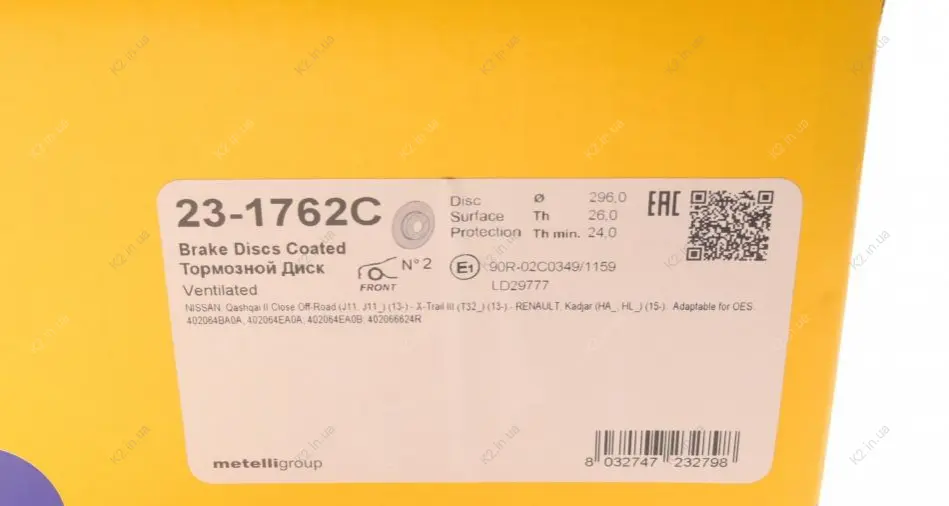 23-1762C
Brake Discs Coated
Тормозной Диск
Ventilated
FRONT
N° 2
Disc
Surface
Protection
Ø 296,0
Th 26,0
Th min. 24,0
E1
90R-02C0349/1159
LD29777
EAC
NISSAN: Qashqai II Close Off-Road (J11, J11_) (13-) - X-Trail III (T32_) (13-) - RENAULT: Kadjar (HA_, HL_) (15-). Adaptable for OES:
402064BA0A, 402064EA0A, 402064EA0B, 402066624R
metelligroup
8 032747 232798
K2.in.ua